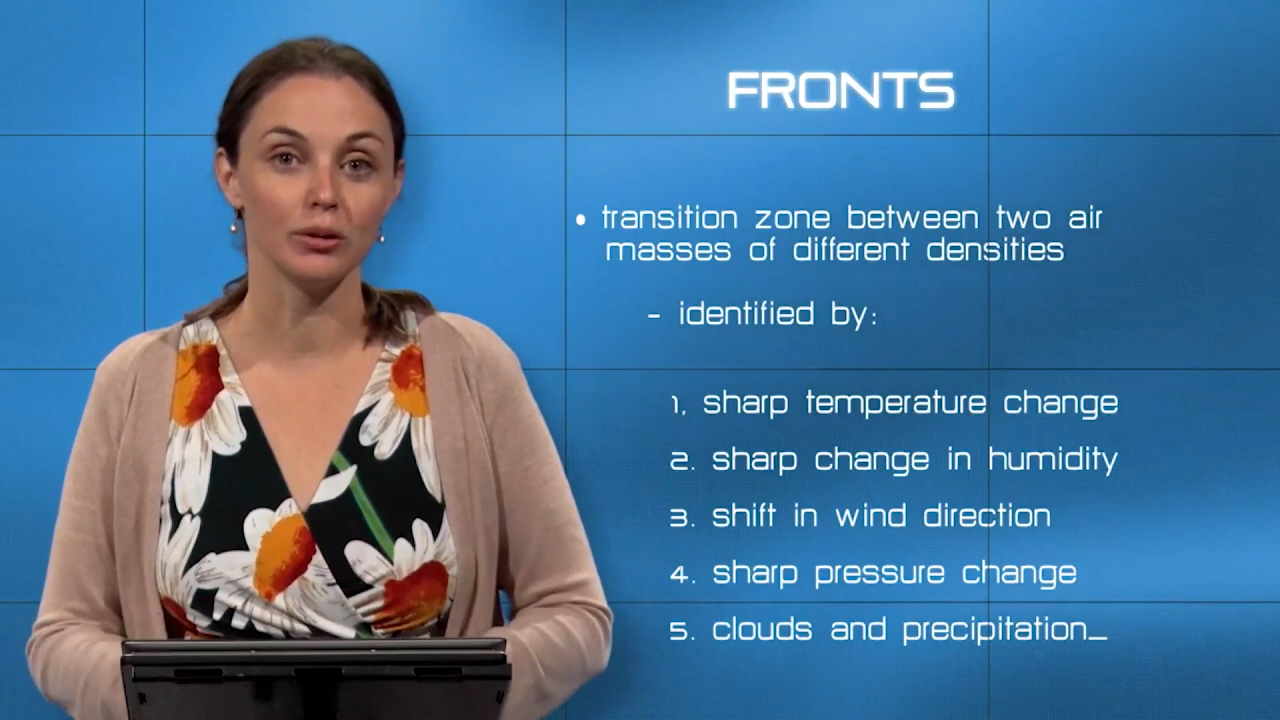 FRONTS
• transition zone between two air
masses of different densities
- identified by:
1. sharp temperature change
2. sharp change in humidity
3. shift in wind direction
4. sharp pressure change
5. clouds and precipitation_